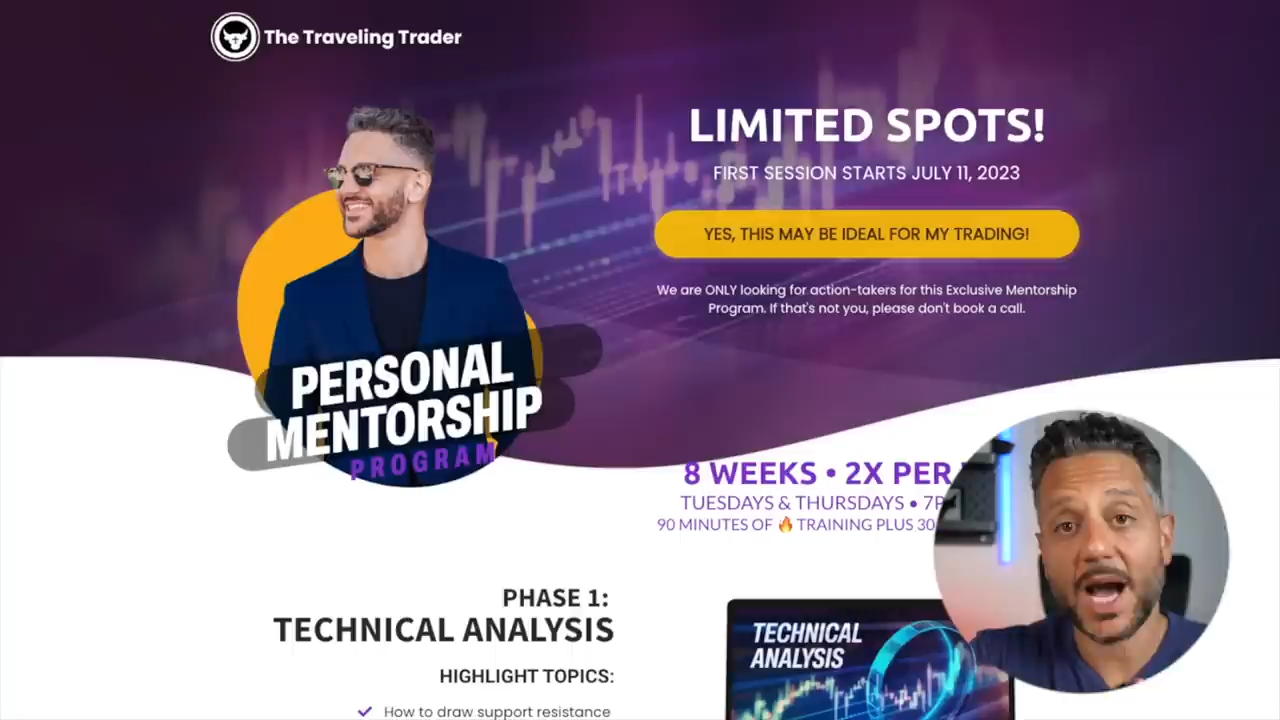 The Traveling Trader
LIMITED SPOTS!
FIRST SESSION STARTS JULY 11, 2023
YES, THIS MAY BE IDEAL FOR MY TRADING!
We are ONLY looking for action-takers for this Exclusive Mentorship
Program. If that's not you, please don't book a call.
PERSONAL
MENTORSHIP
PROGRAM
8 WEEKS • 2X PER
TUESDAYS & THURSDAYS •
90 MINUTES OF 🔥 TRAINING PLUS 30
PHASE 1:
TECHNICAL ANALYSIS
HIGHLIGHT TOPICS:
✓ How to draw support resistance
TECHNICAL
ANALYSIS